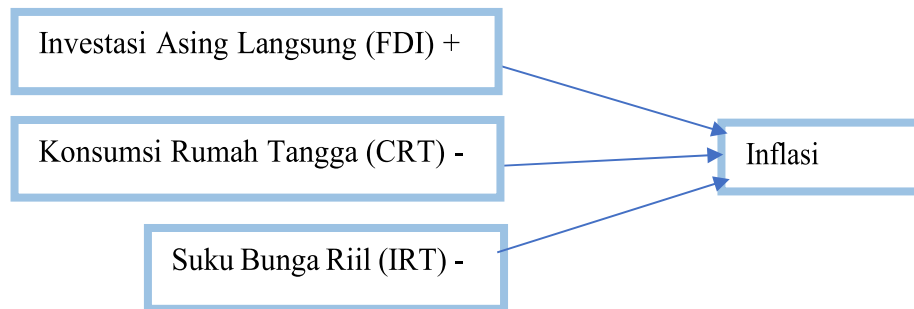 Investasi Asing Langsung (FDI) +
Konsumsi Rumah Tangga (CRT) -
Inflasi
Suku Bunga Riil (IRT) -